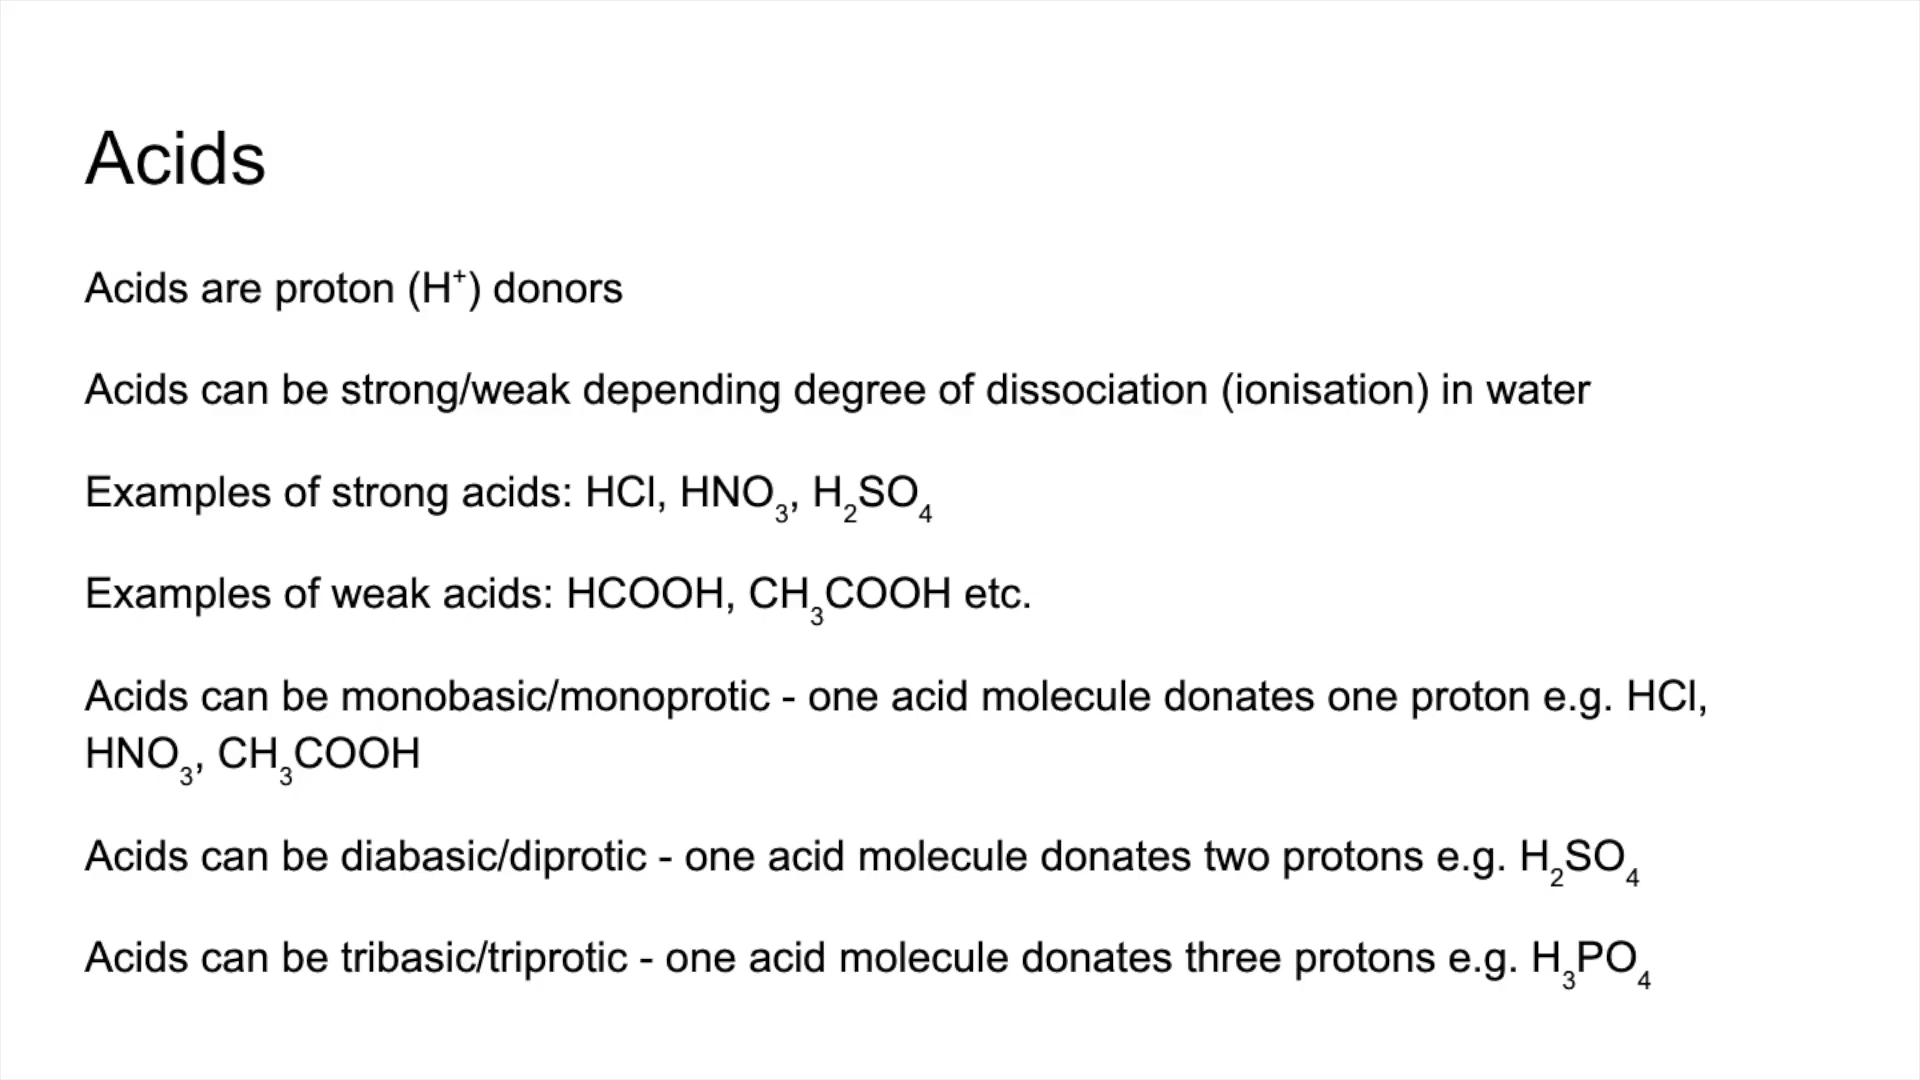 Acids
Acids are proton (H⁺) donors
Acids can be strong/weak depending degree of dissociation (ionisation) in water
Examples of strong acids: HCl, HNO₃, H₂SO₄
Examples of weak acids: HCOOH, CH₃COOH etc.
Acids can be monobasic/monoprotic - one acid molecule donates one proton e.g. HCl,
HNO₃, CH₃COOH
Acids can be diabasic/diprotic - one acid molecule donates two protons e.g. H₂SO₄
Acids can be tribasic/triprotic - one acid molecule donates three protons e.g. H₃PO₄